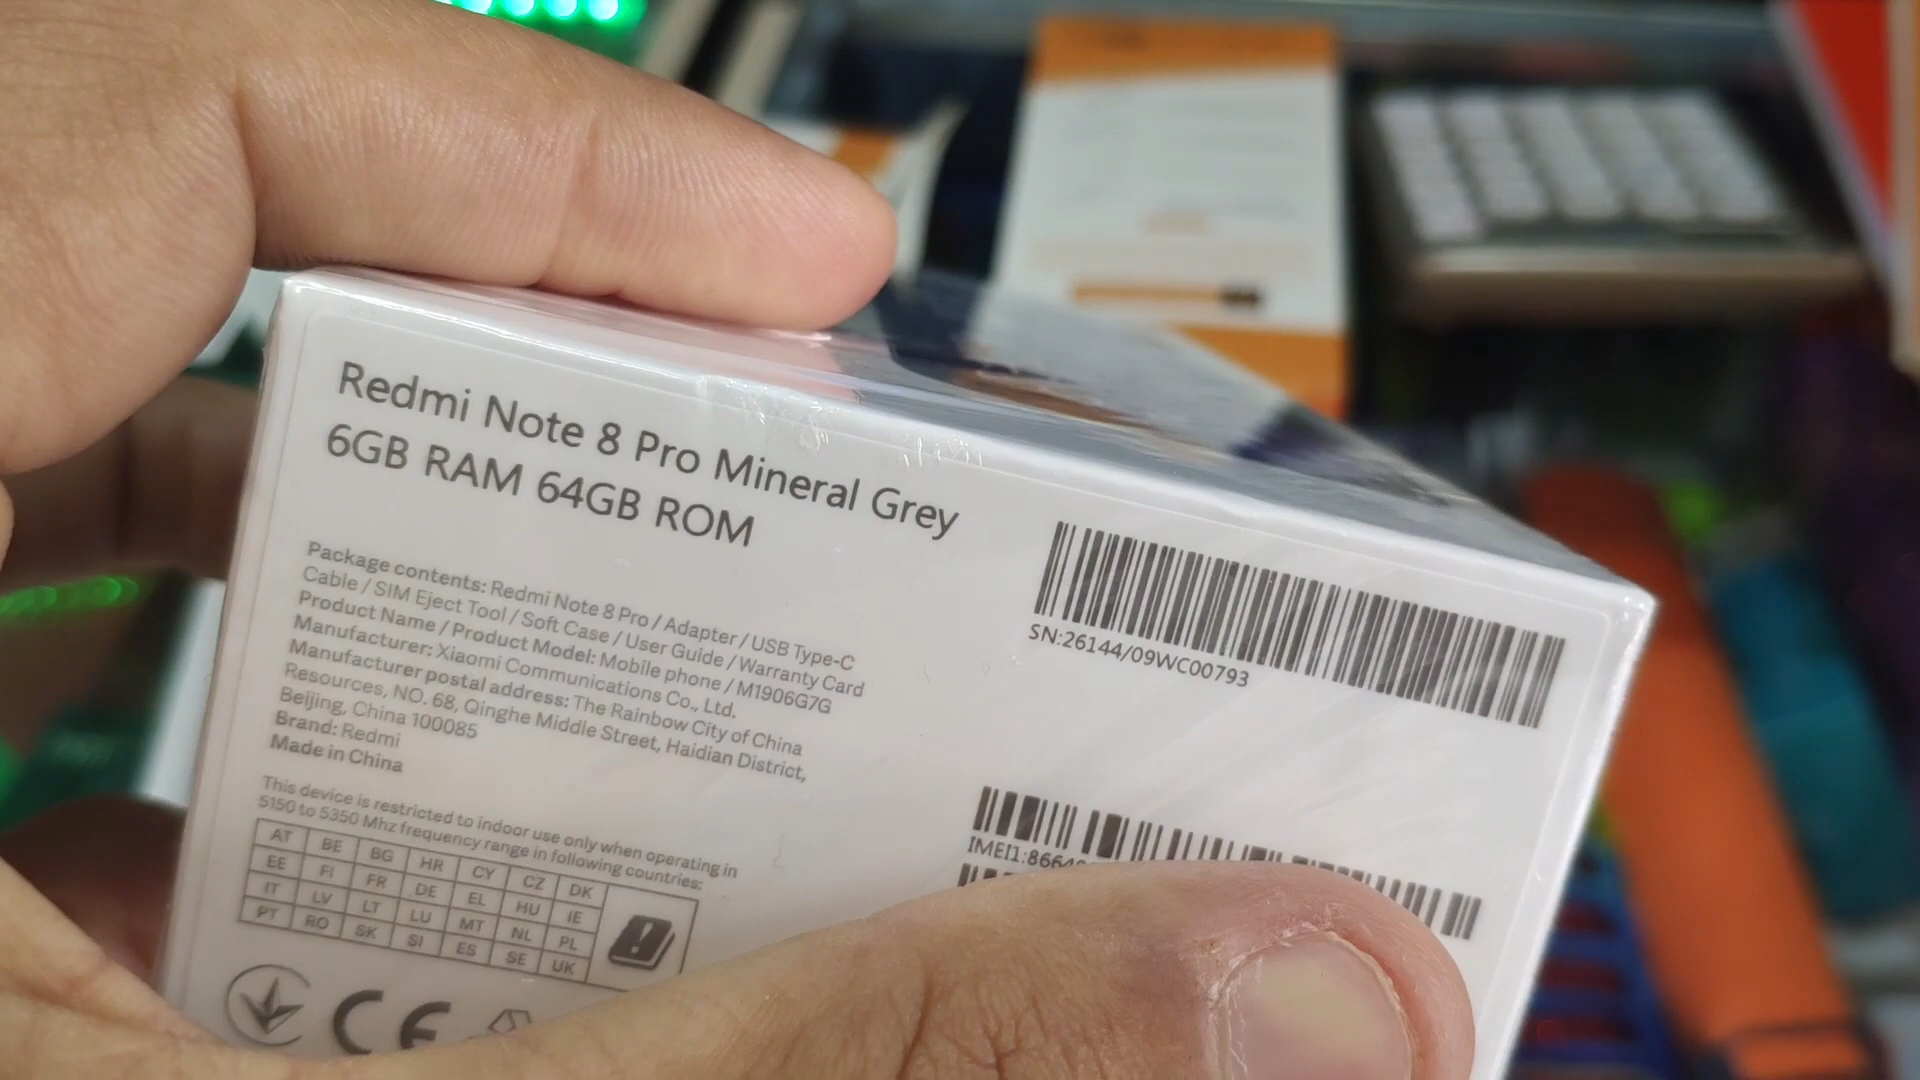 Redmi Note 8 Pro Mineral Grey
6GB RAM 64GB ROM
Package contents: Redmi Note 8 Pro / Adapter / USB Type-C
Cable / SIM Eject Tool / Soft Case / User Guide / Warranty Card
Product Name / Product Model: Mobile phone / M1906G7G
Manufacturer: Xiaomi Communications Co., Ltd.
Manufacturer postal address: The Rainbow City of China
Resources, NO. 68, Qinghe Middle Street, Haidian District,
Beijing, China 100085
Brand: Redmi
Made in China
This device is restricted to indoor use only when operating in
5150 to 5350 Mhz frequency range in following countries:
AT BE BG HR CY CZ DK
EE FI FR DE EL HU IE
IT LV LT LU MT NL PL
PT RO SK SI ES SE UK
CE
SN:26144/09WC00793
IMEI1:8664